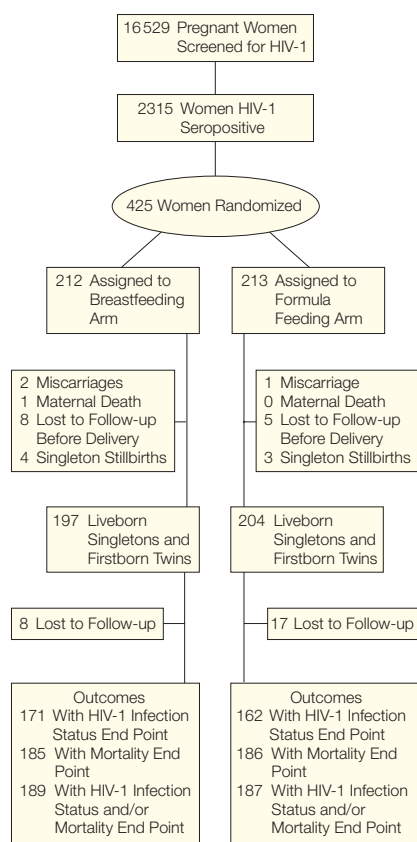 16529 Pregnant Women
Screened for HIV-1
2315 Women HIV-1
Seropositive
425 Women Randomized
212 Assigned to
Breastfeeding
Arm
213 Assigned to
Formula
Feeding Arm
2 Miscarriages
1 Maternal Death
8 Lost to Follow-up
Before Delivery
4 Singleton Stillbirths
1 Miscarriage
0 Maternal Death
5 Lost to Follow-up
Before Delivery
3 Singleton Stillbirths
197 Liveborn
Singletons and
Firstborn Twins
204 Liveborn
Singletons and
Firstborn Twins
8 Lost to Follow-up
17 Lost to Follow-up
Outcomes
171 With HIV-1 Infection
Status End Point
185 With Mortality End
Point
189 With HIV-1 Infection
Status and/or
Mortality End Point
Outcomes
162 With HIV-1 Infection
Status End Point
186 With Mortality End
Point
187 With HIV-1 Infection
Status and/or
Mortality End Point